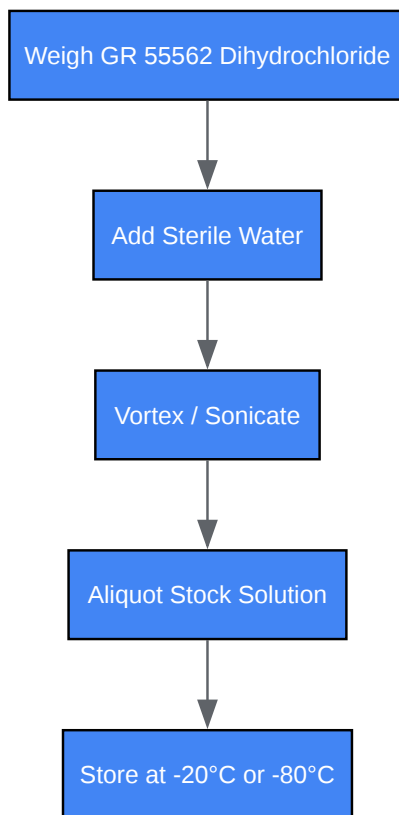 Weigh GR 55562 Dihydrochloride
Add Sterile Water
Vortex / Sonicate
Aliquot Stock Solution
Store at -20°C or -80°C